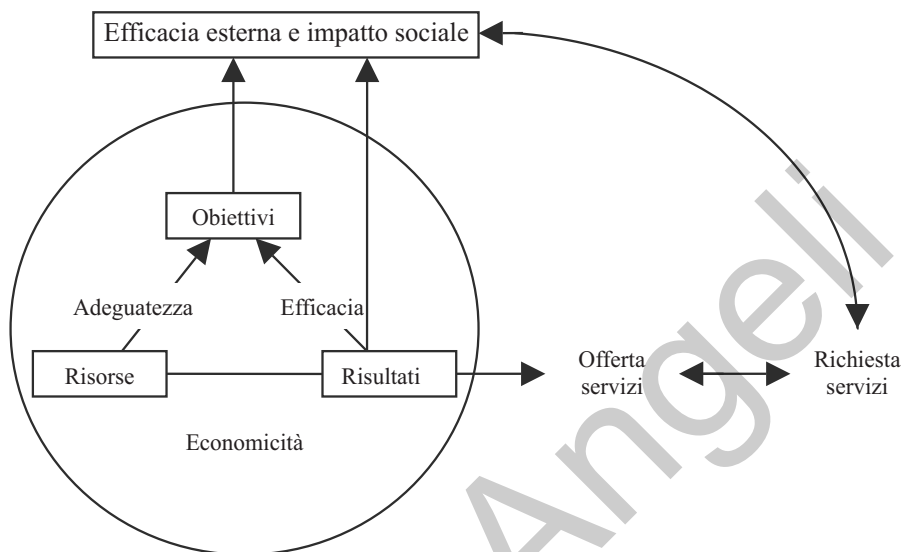 Efficacia esterna e impatto sociale
Obiettivi
Adeguatezza
Efficacia
Risorse
Risultati
Offerta
servizi
Richiesta
servizi
Economicità
Angeli